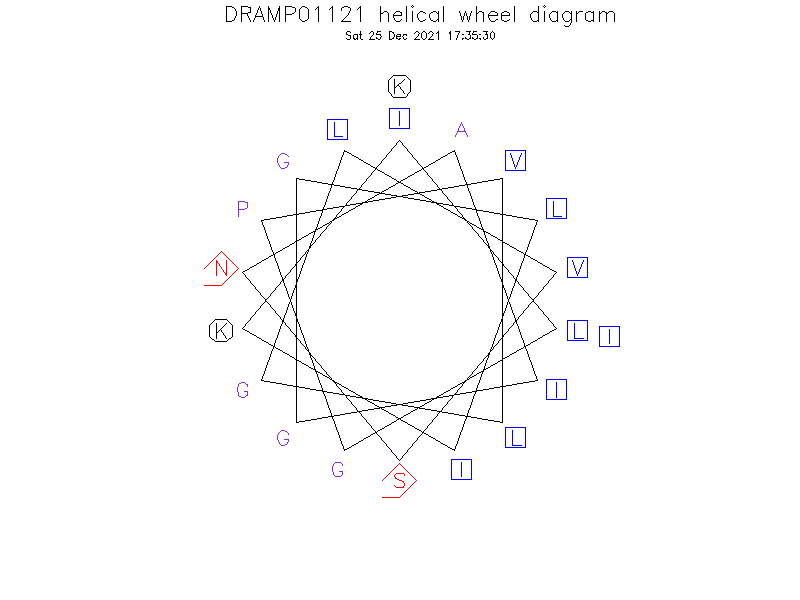 DRAMP01121 helical wheel diagram
Sat 25 Dec 2021 17:35:30
K
I
L A
G V
P L
N V
K L I
G I
G L
G I
S